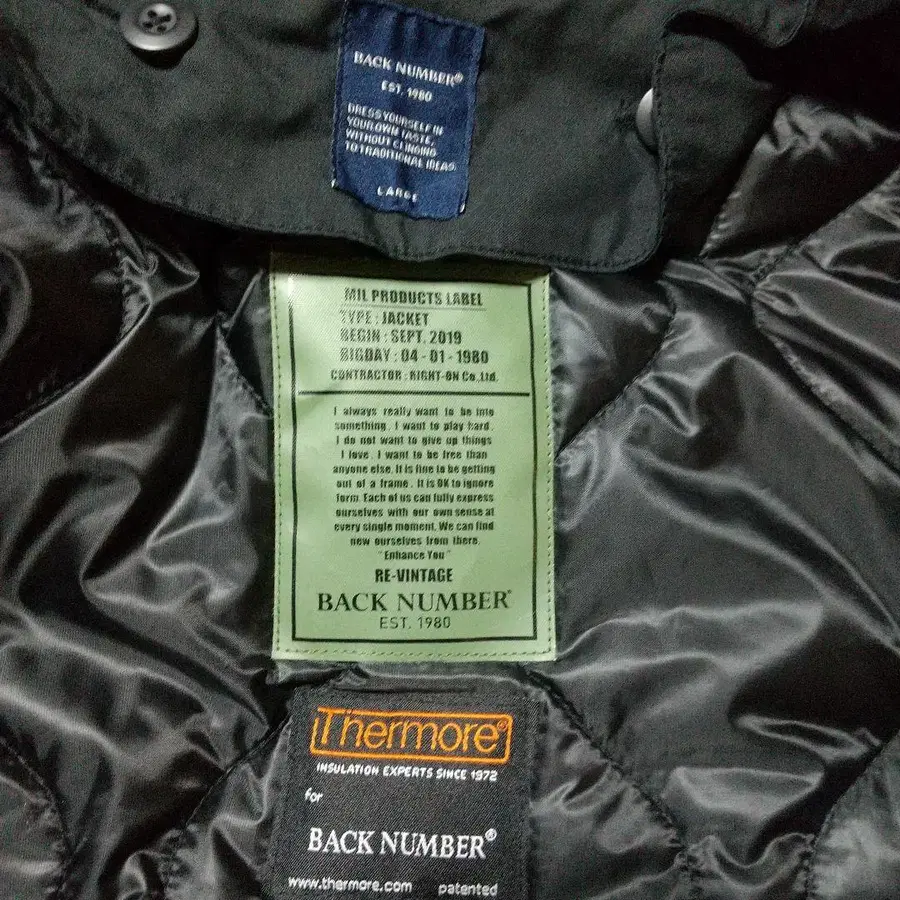 BACK NUMBER®
EST. 1980
DRESS YOURSELF IN
YOUR OWN TASTE,
WITHOUT CLINGING
TO TRADITIONAL IDEAS.
LARGE
MIL PRODUCTS LABEL
TYPE : JACKET
BEGIN : SEPT. 2019
BIGDAY : 04 - 01 - 1980
CONTRACTOR : RIGHT-ON Co.,Ltd.
I always really want to be into
something. I want to play hard.
I do not want to give up things
I love. I want to be free than
anyone else. It is fine to be getting
out of a frame. It is OK to ignore
form. Each of us can fully express
ourselves with our own sense at
every single moment. We can find
new ourselves from there.
"Enhance You"
RE-VINTAGE
BACK NUMBER®
EST. 1980
Thermore®
INSULATION EXPERTS SINCE 1972
for
BACK NUMBER®
www.thermore.com patented